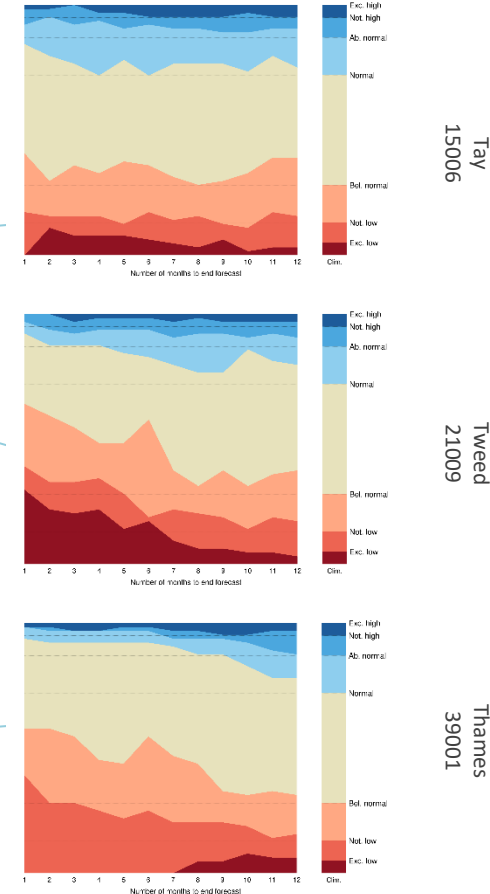 Exc. high
Not. high
Ab. normal
Normal
Bel. normal
Not. low
Exc. low
1 2 3 4 5 6 7 8 9 10 11 12 Clim.
Number of months to end forecast
Tay
15006
Exc. high
Not. high
Ab. normal
Normal
Bel. normal
Not. low
Exc. low
1 2 3 4 5 6 7 8 9 10 11 12 Clim.
Number of months to end forecast
Tweed
21009
Exc. high
Not. high
Ab. normal
Normal
Bel. normal
Not. low
Exc. low
1 2 3 4 5 6 7 8 9 10 11 12 Clim.
Number of months to end forecast
Thames
39001